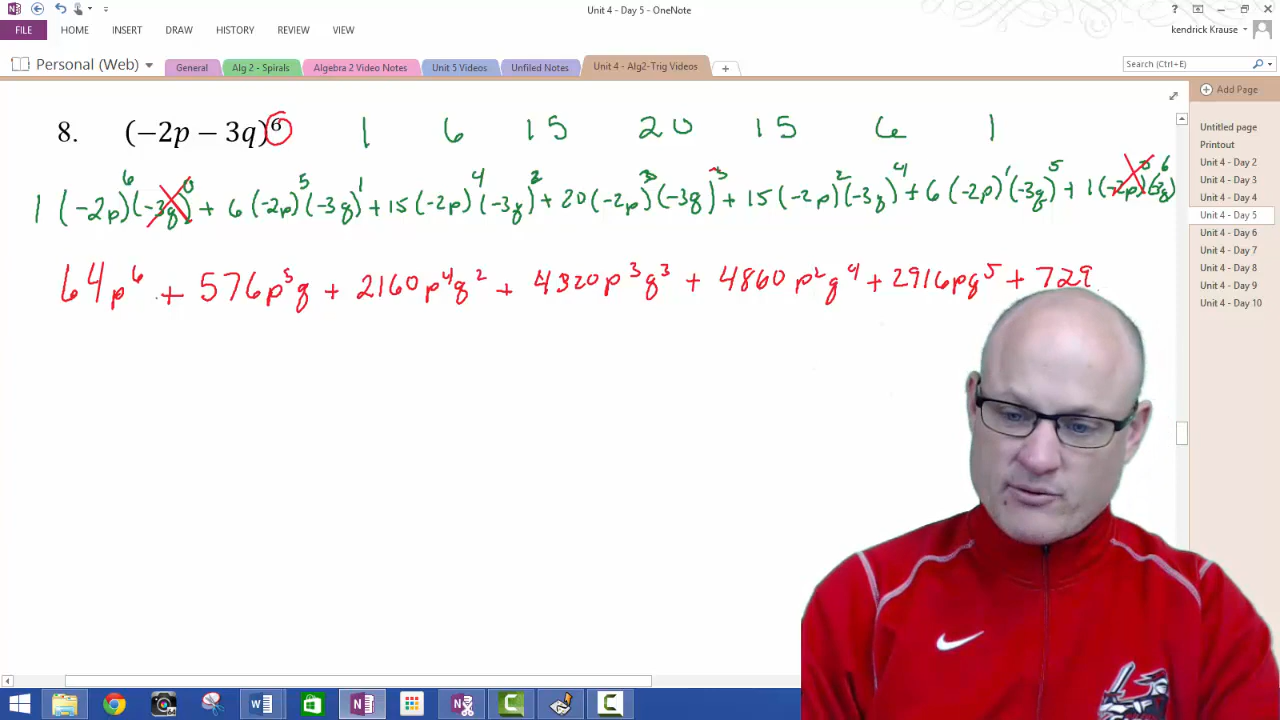 Unit 4 - Day 5 - OneNote
FILE HOME INSERT DRAW HISTORY REVIEW VIEW
kendrick Krause
Personal (Web) General Alg 2 - Spirals Algebra 2 Video Notes Unit 5 Videos Unfiled Notes Unit 4 - Alg2-Trig Videos
Search (Ctrl+E)
Add Page
Untitled page
Printout
Unit 4 - Day 2
Unit 4 - Day 3
Unit 4 - Day 4
Unit 4 - Day 5
Unit 4 - Day 6
Unit 4 - Day 7
Unit 4 - Day 8
Unit 4 - Day 9
Unit 4 - Day 10
8. (−2p − 3q)⁶ 1 6 15 20 15 6 1
1 (-2p)⁶(-3q)⁰ + 6(-2p)⁵(-3q)¹ + 15(-2p)⁴(-3q)² + 20(-2p)³(-3q)³ + 15(-2p)²(-3q)⁴ + 6(-2p)¹(-3q)⁵ + 1(-2p)⁰(-3q)⁶
64p⁶ + 576p⁵q + 2160p⁴q² + 4320p³q³ + 4860p²q⁴ + 2916pq⁵ + 729